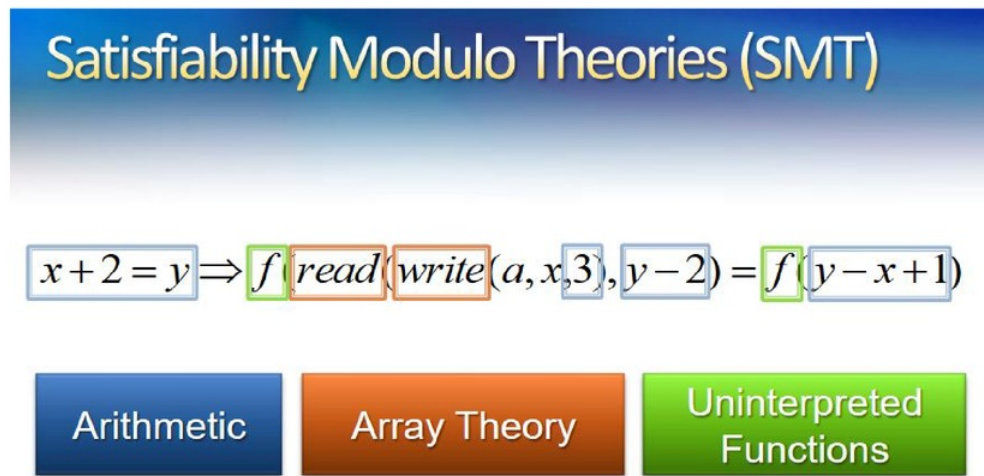 Satisfiability Modulo Theories (SMT)
x+2=y⇒f(read(write(a,x,3),y−2)=f(y−x+1)
Arithmetic
Array Theory
Uninterpreted
Functions